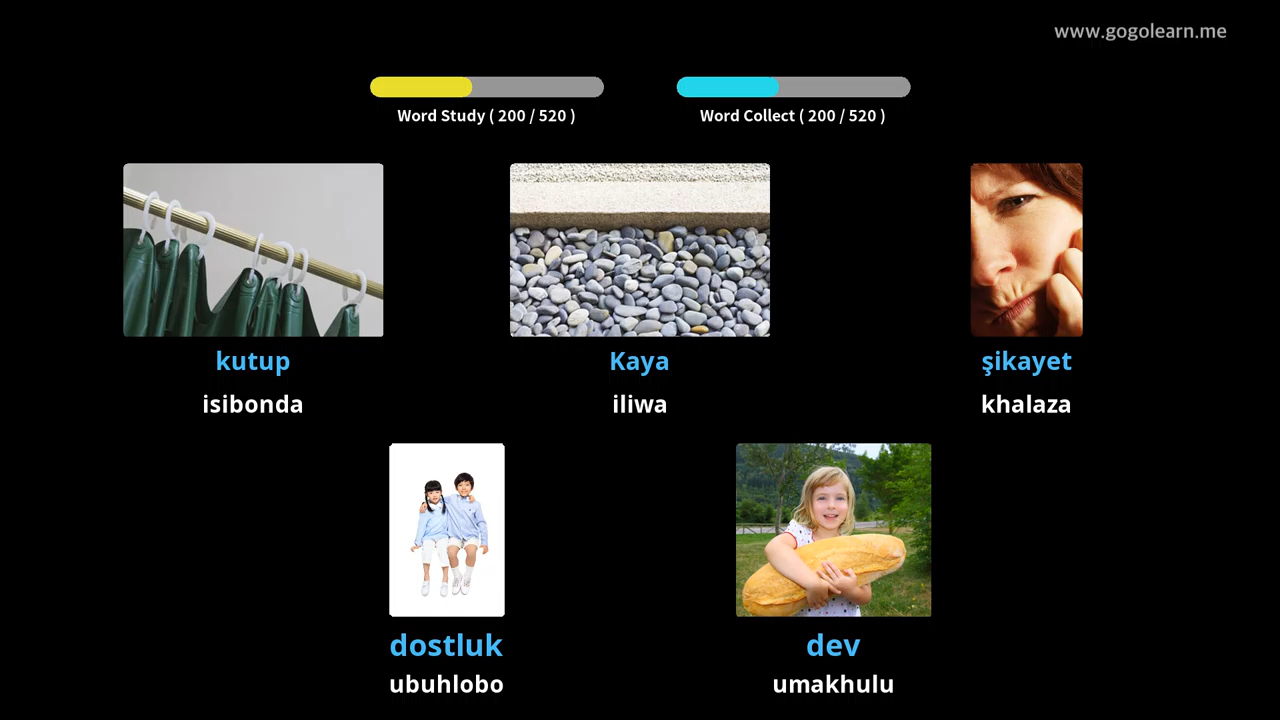 www.gogolearn.me
Word Study ( 200 / 520 )
Word Collect ( 200 / 520 )
kutup
isibonda
Kaya
iliwa
şikayet
khalaza
dostluk
ubuhlobo
dev
umakhulu